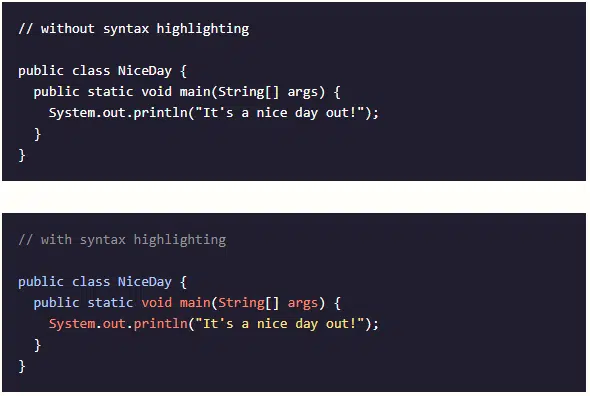 // without syntax highlighting
public class NiceDay {
public static void main(String[] args) {
System.out.println("It's a nice day out!");
}
}
// with syntax highlighting
public class NiceDay {
public static void main(String[] args) {
System.out.println("It's a nice day out!");
}
}